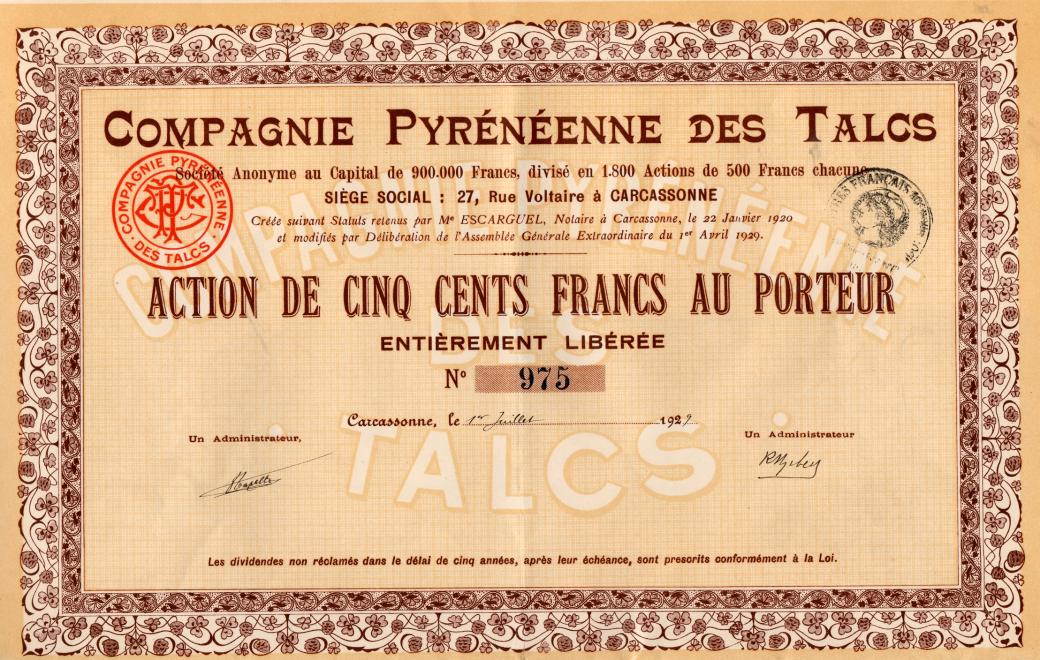 COMPAGNIE PYRÉNÉENNE DES TALCS
Société Anonyme au Capital de 900.000 Francs, divisé en 1.800 Actions de 500 Francs chacune
SIÈGE SOCIAL : 27, Rue Voltaire à CARCASSONNE
Créée suivant Statuts retenus par Me ESCARGUEL, Notaire à Carcassonne, le 22 Janvier 1920
et modifiés par Délibération de l'Assemblée Générale Extraordinaire du 1er Avril 1929.
COMPAGNIE PYRÉNÉENNE
· DES TALCS ·
FRANÇAIS
COMPAGNIE PYRÉNÉENNE
DES
· TALCS ·
ACTION DE CINQ CENTS FRANCS AU PORTEUR
ENTIÈREMENT LIBÉRÉE
No 975
Carcassonne, le 1er Juillet 1929
Un Administrateur,
Un Administrateur
Les dividendes non réclamés dans le délai de cinq années, après leur échéance, sont prescrits conformément à la Loi.